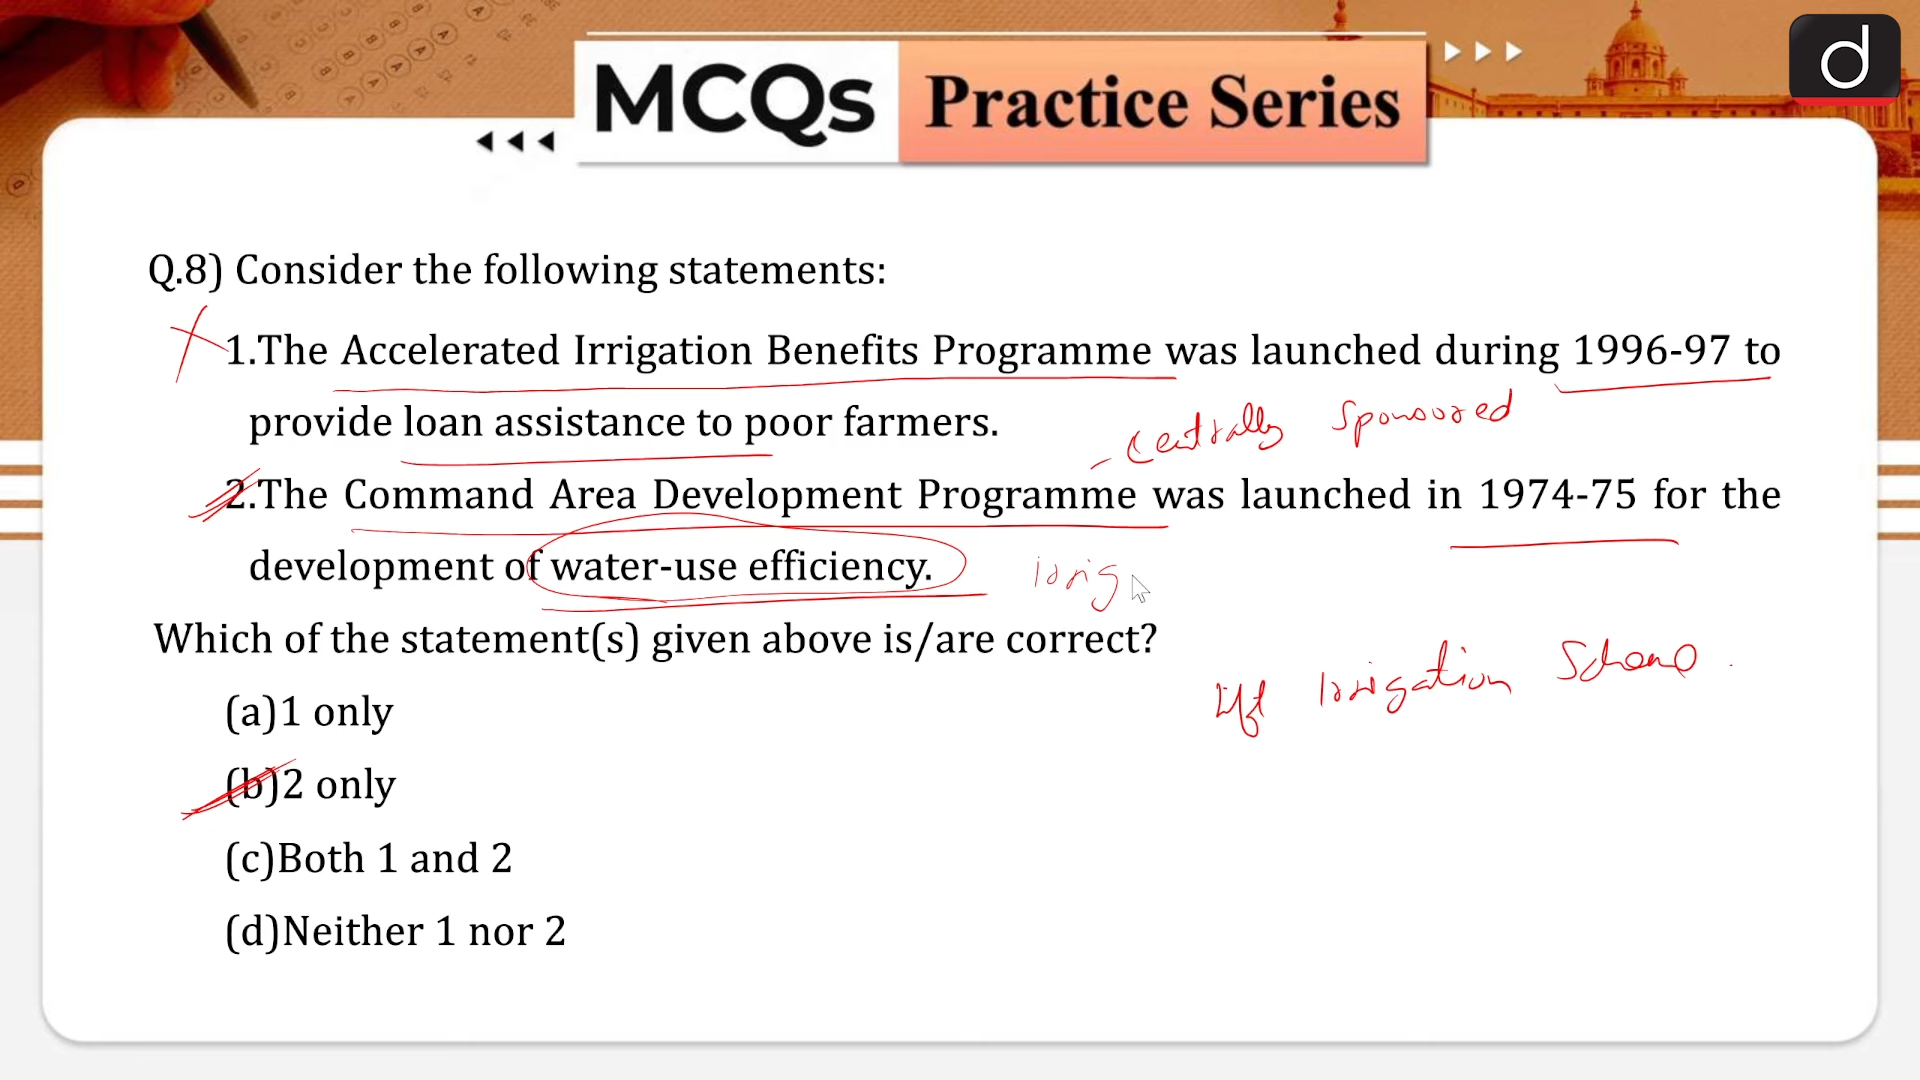 MCQs Practice Series
d
Q.8) Consider the following statements:
1.The Accelerated Irrigation Benefits Programme was launched during 1996-97 to
provide loan assistance to poor farmers.
centrally sponsored
2.The Command Area Development Programme was launched in 1974-75 for the
development of water-use efficiency.
irrig
Which of the statement(s) given above is/are correct?
lift Irrigation Scheme.
(a)1 only
(b)2 only
(c)Both 1 and 2
(d)Neither 1 nor 2